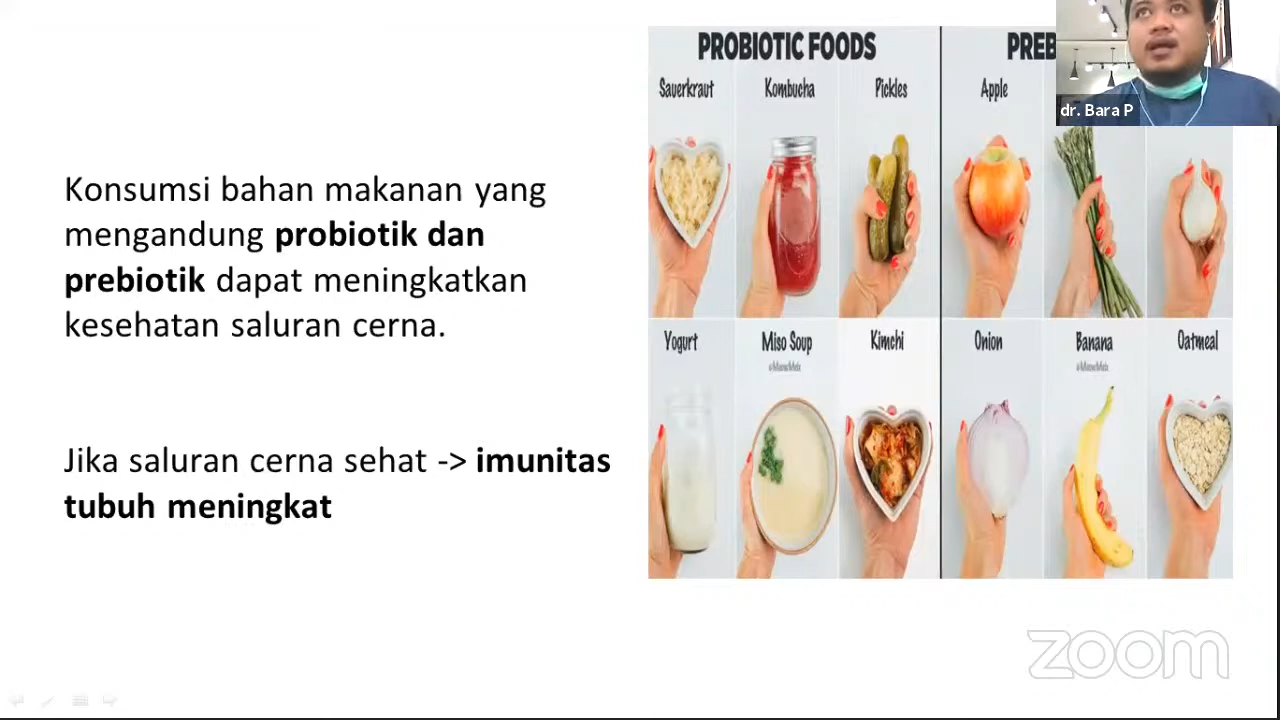 Konsumsi bahan makanan yang
mengandung probiotik dan
prebiotik dapat meningkatkan
kesehatan saluran cerna.
Jika saluran cerna sehat -> imunitas
tubuh meningkat
PROBIOTIC FOODS
Sauerkraut Kombucha Pickles
Yogurt Miso Soup Kimchi
PREB
Apple
Onion Banana Oatmeal
dr. Bara P
zoom